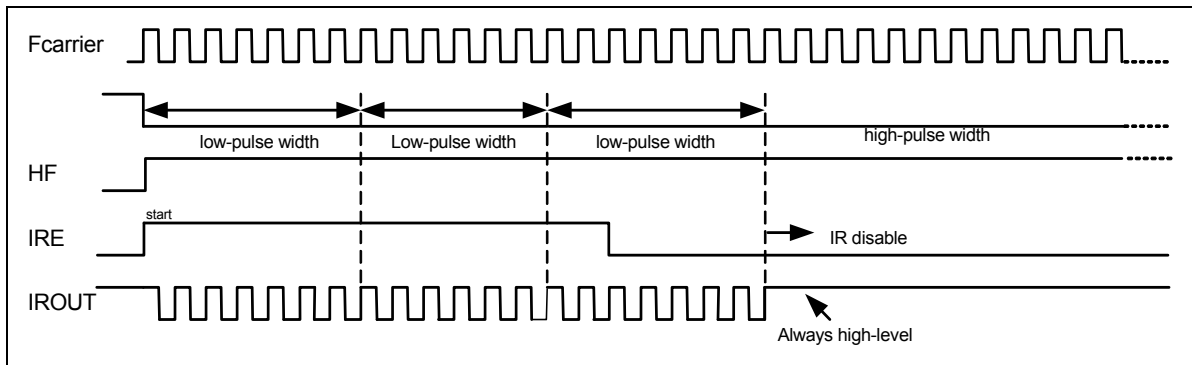 Fcarrier
low-pulse width Low-pulse width low-pulse width high-pulse width
HF
start
IRE
IR disable
IROUT
Always high-level